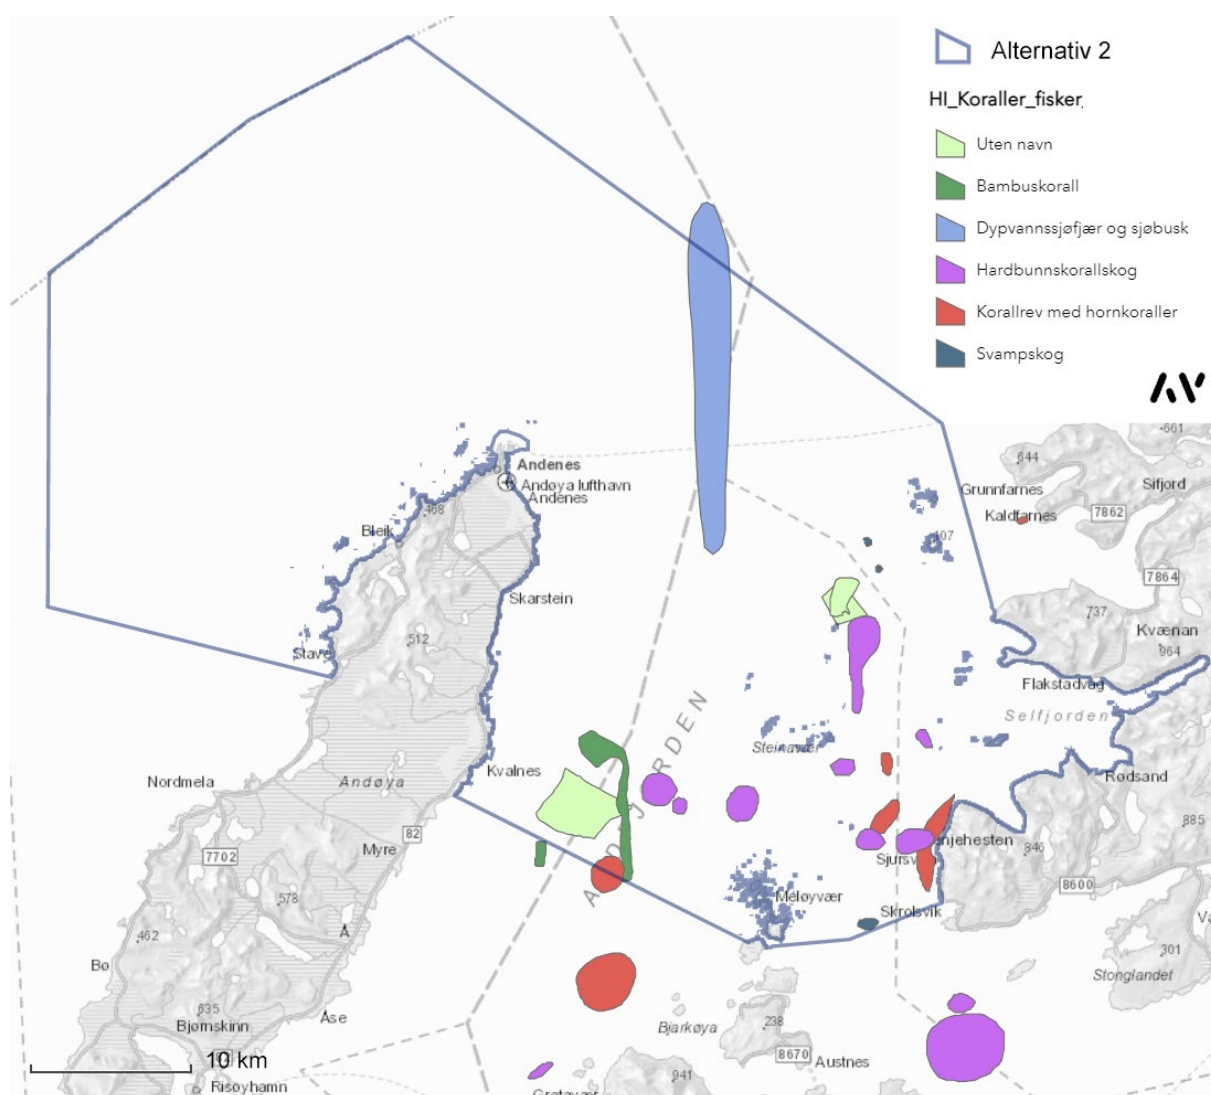 Alternativ 2
HI_Koraller_fisker
Uten navn
Bambuskorall
Dypvannssjøfjær og sjøbusk
Hardbunnskorallskog
Korallrev med hornkoraller
Svampskog
661
644
Sifjord
Grunnfarnes
7862
Kaldfarnes
107
Andenes
Andøya lufthavn
Andenes
468
Bleik
7864
Skarstein
737
Kvænan
512
964
Stave
Flakstadvåg
Selfjorden
Steinavær
Kvalnes
Rødsand
Nordmela
Andøya
82
885
Myre
7702
846
8600
578
Meløyvær
Skrolsvik
462
Å
301
Bø
Stonglandet
635
Åse
Bjørnskinn
Bjarkøya
238
10 km
8670
Austnes
941
Risøyhamn